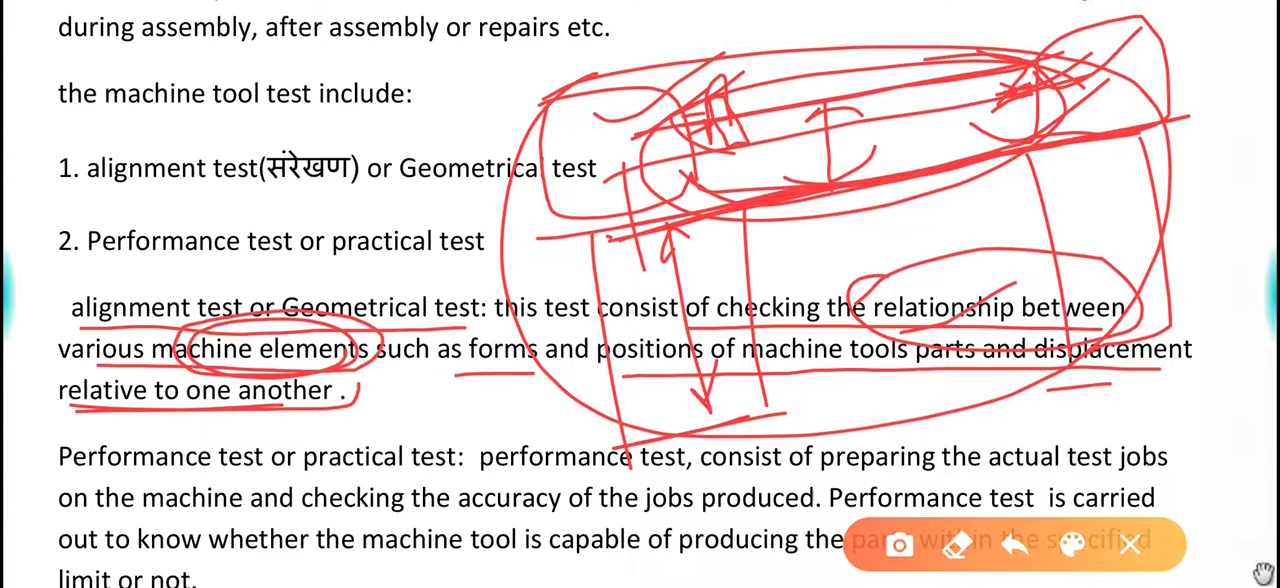 during assembly, after assembly or repairs etc.
the machine tool test include:
1. alignment test(संरेखण) or Geometrical test
2. Performance test or practical test
alignment test or Geometrical test: this test consist of checking the relationship between
various machine elements such as forms and positions of machine tools parts and displacement
relative to one another .
Performance test or practical test: performance test, consist of preparing the actual test jobs
on the machine and checking the accuracy of the jobs produced. Performance test is carried
out to know whether the machine tool is capable of producing the parts within the specified
limit or not.